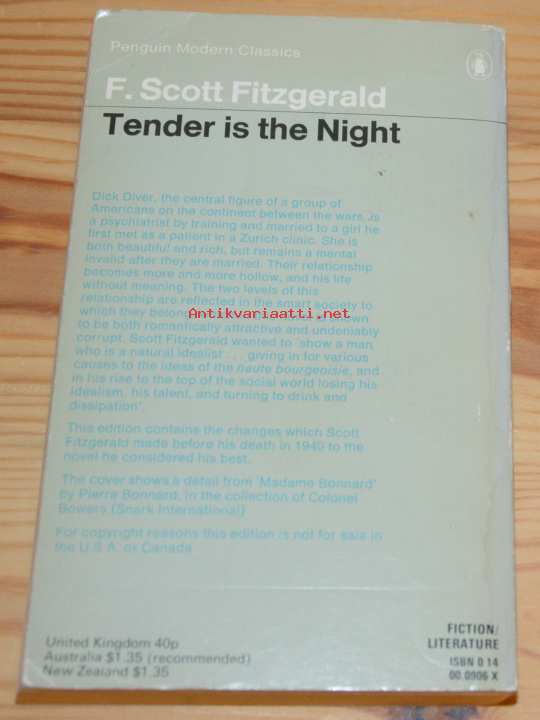 Penguin Modern Classics
F. Scott Fitzgerald
Tender is the Night
Dick Diver, the central figure of a group of
Americans on the continent between the wars, is
a psychiatrist by training and married to a girl he
first met as a patient in a Zurich clinic. She is
both beautiful and rich, but remains a mental
invalid after they are married. Their relationship
becomes more and more hollow, and his life
without meaning. The two levels of this
relationship are reflected in the smart society to
which they belong
Antikvariaatti.net
to be both romantically attractive and undeniably
corrupt. Scott Fitzgerald wanted to 'show a man
who is a natural idealist . . . giving in for various
causes to the ideas of the haute bourgeoisie, and
in his rise to the top of the social world losing his
idealism, his talent, and turning to drink and
dissipation'.
This edition contains the changes which Scott
Fitzgerald made before his death in 1940 to the
novel he considered his best.
The cover shows a detail from 'Madame Bonnard'
by Pierre Bonnard, in the collection of Colonel
Bowers (Snark International)
For copyright reasons this edition is not for sale in
the U.S.A. or Canada
United Kingdom 40p
Australia $1.35 (recommended)
New Zealand $1.35
FICTION/
LITERATURE
ISBN 0 14
00.0906 X